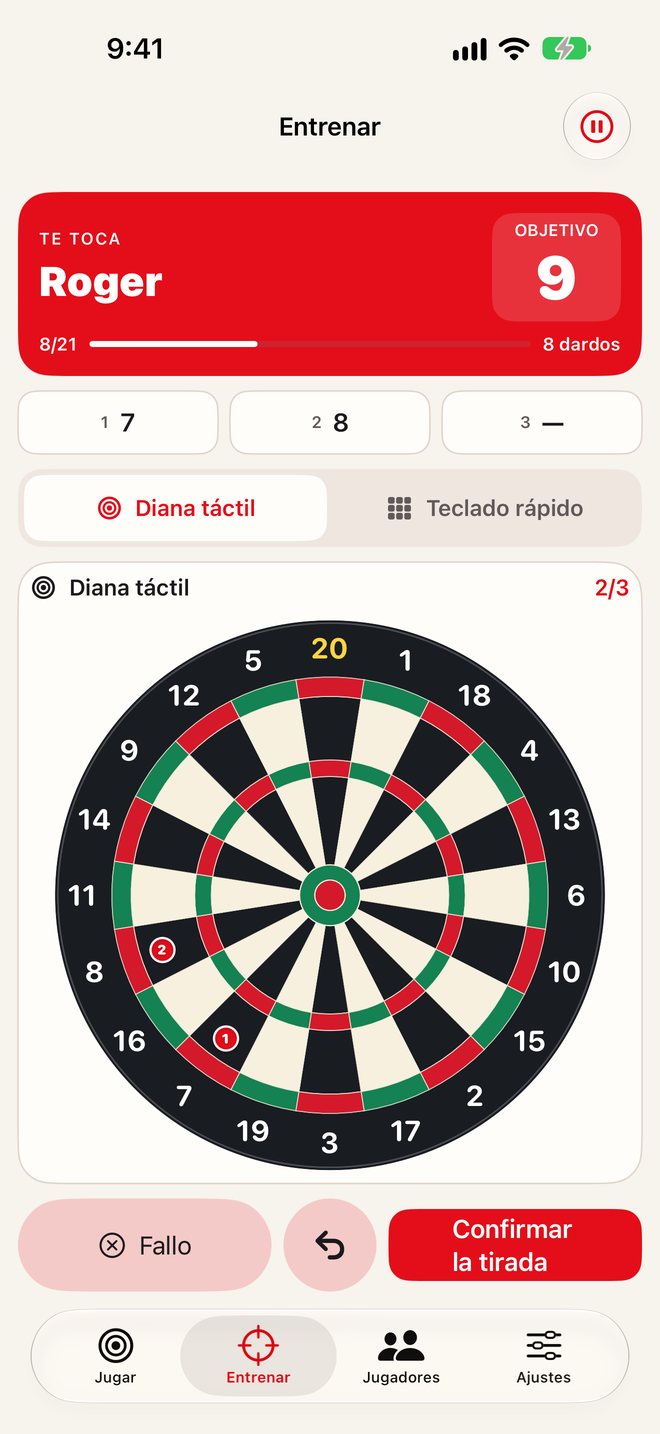 9:41
Entrenar
TE TOCA
Roger
OBJETIVO
9
8/21
8 dardos
1 7
2 8
3 —
Diana táctil
Teclado rápido
Diana táctil
2/3
20
1
18
4
13
6
10
15
2
17
3
19
7
16
8
11
14
9
12
5
2
1
Fallo
Confirmar
la tirada
Jugar
Entrenar
Jugadores
Ajustes